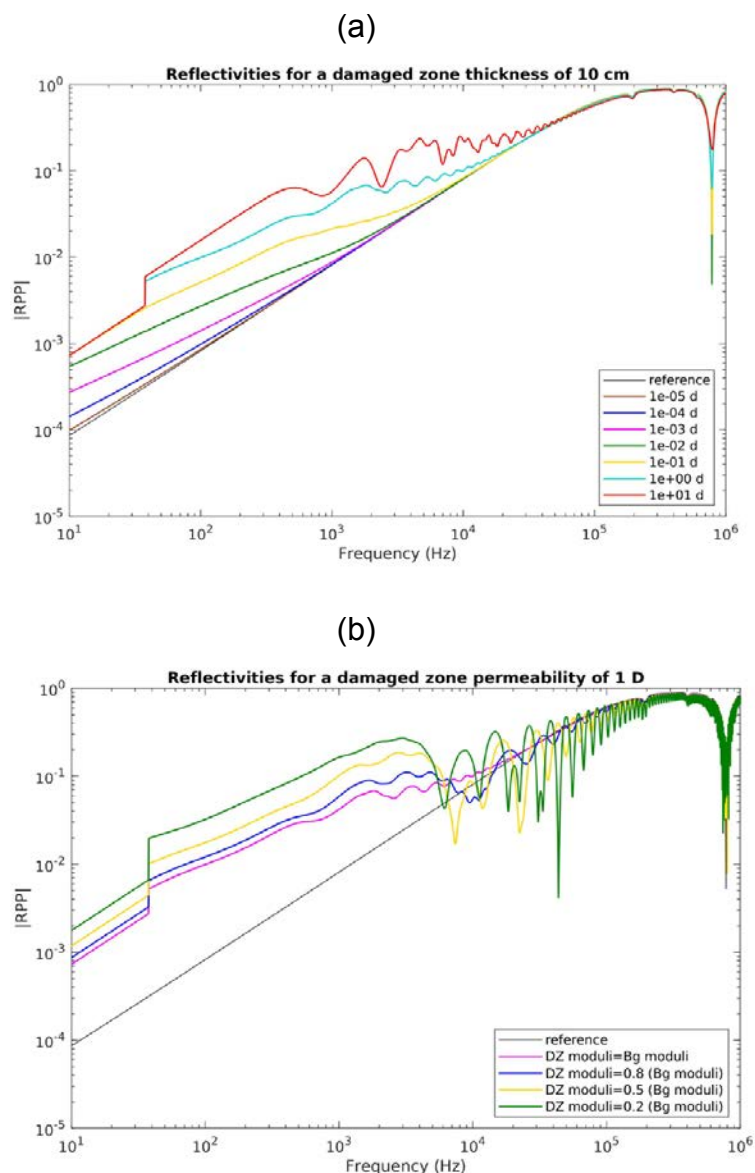 (a)
Reflectivities for a damaged zone thickness of 10 cm
10^0
10^-1
10^-2
10^-3
10^-4
10^-5
|RPP|
reference
1e-05 d
1e-04 d
1e-03 d
1e-02 d
1e-01 d
1e+00 d
1e+01 d
10^1 10^2 10^3 10^4 10^5 10^6
Frequency (Hz)
(b)
Reflectivities for a damaged zone permeability of 1 D
10^0
10^-1
10^-2
10^-3
10^-4
10^-5
|RPP|
reference
DZ moduli=Bg moduli
DZ moduli=0.8 (Bg moduli)
DZ moduli=0.5 (Bg moduli)
DZ moduli=0.2 (Bg moduli)
10^1 10^2 10^3 10^4 10^5 10^6
Frequency (Hz)